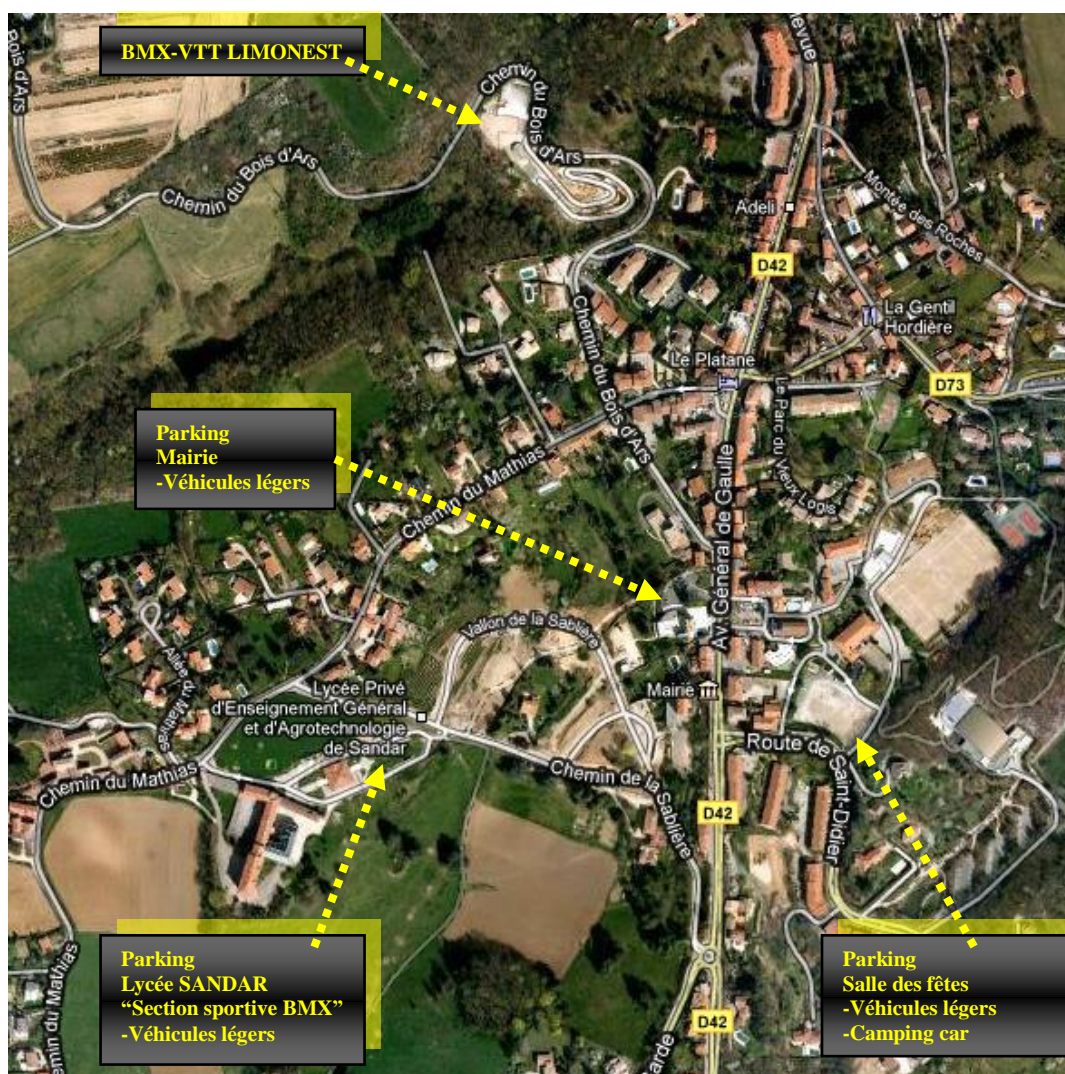 BMX-VTT LIMONEST
Bois d'Ars
Chemin du Bois d'Ars
Chemin du Bois d'Ars
Adeli
D42
Montée des Roches
La Gentil
Hordière
Chemin du Bois d'Ars
Le Platane
D73
Le Parc du Vieux Logis
Parking
Mairie
-Véhicules légers
Chemin du Mathias
Av. Général de Gaulle
Vallon de la Sablière
Allée du Mathias
Lycée Privé
d'Enseignement Général
et d'Agrotechnologie
de Sandar
Mairie
Route de Saint-Didier
Chemin du Mathias
Chemin de la Sablière
D42
Parking
Lycée SANDAR
“Section sportive BMX”
-Véhicules légers
Parking
Salle des fêtes
-Véhicules légers
-Camping car
D42